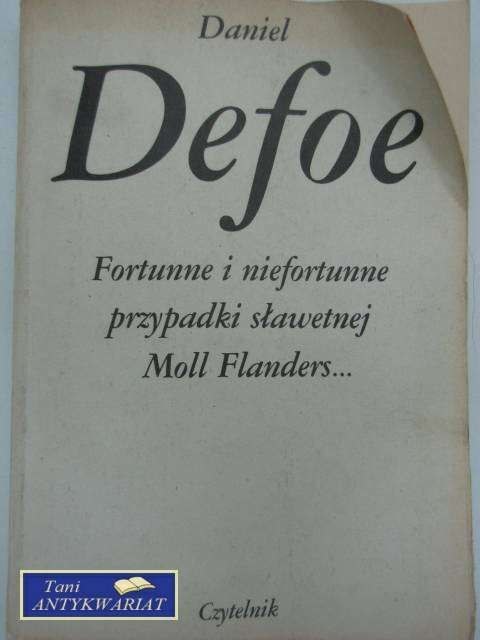 Daniel
Defoe
Fortunne i niefortunne
przypadki sławetnej
Moll Flanders...
Tani
ANTYKWARIAT
Czytelnik